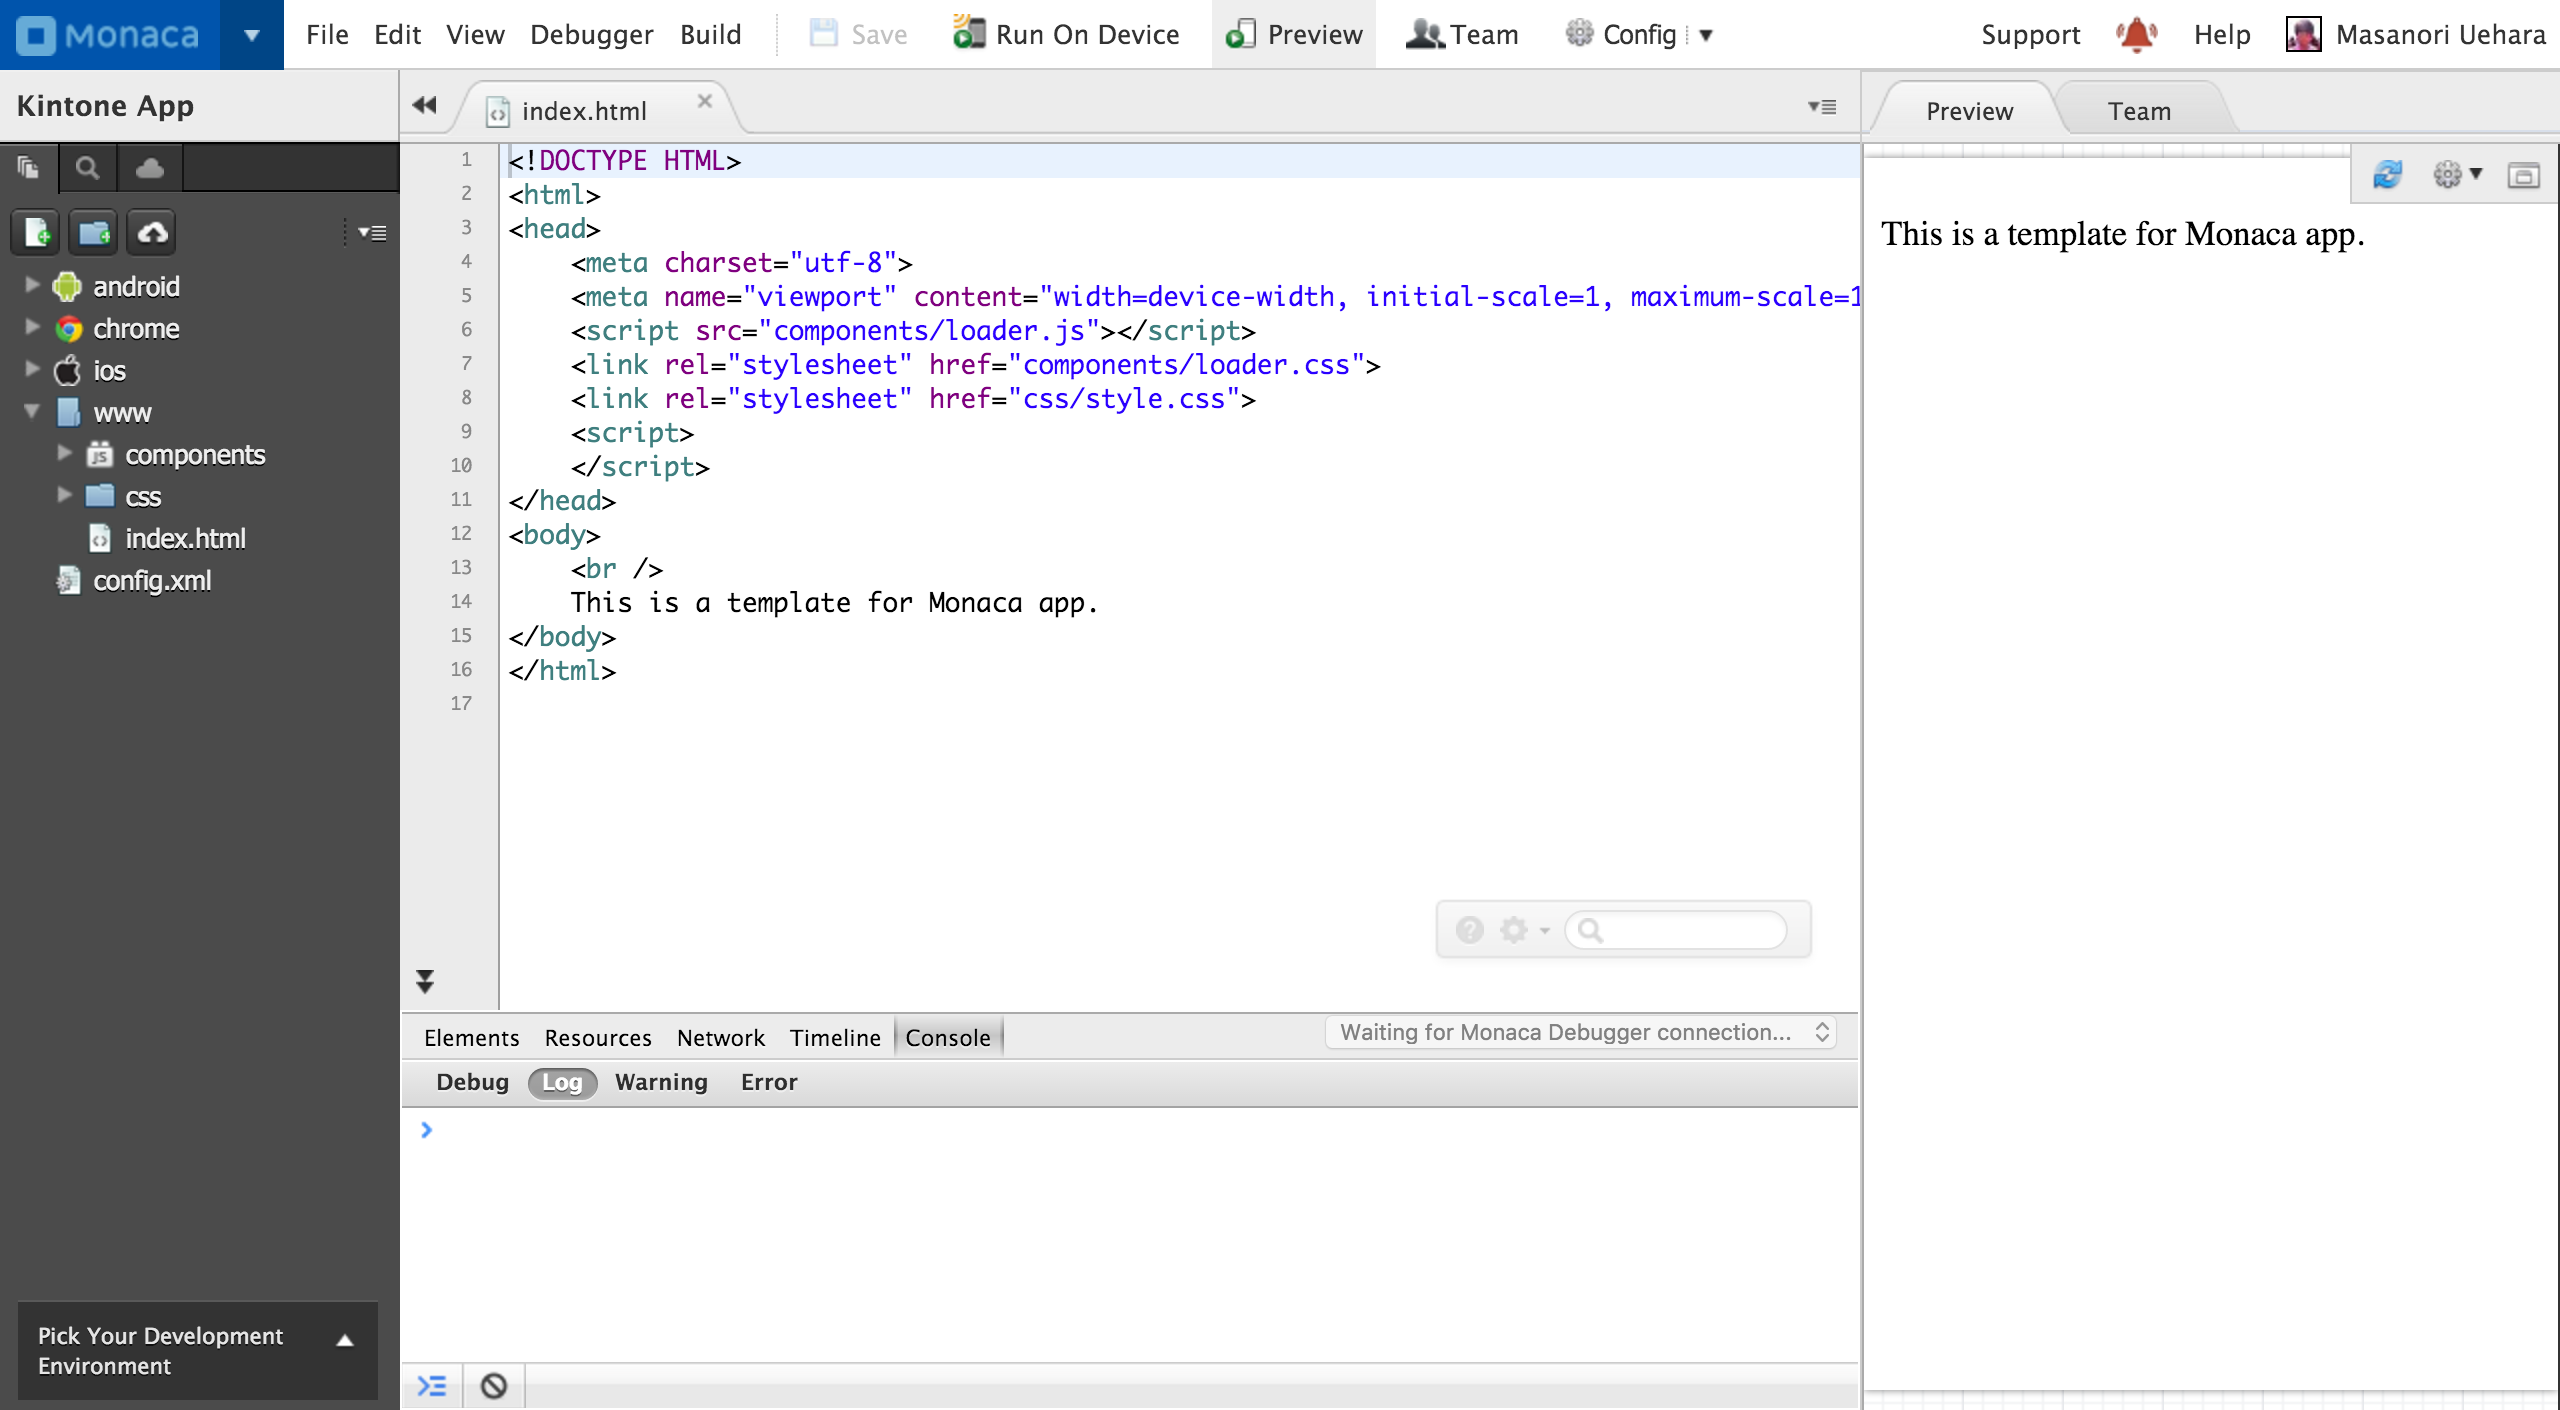 Monaca
File Edit View Debugger Build Save Run On Device Preview Team Config Support Help Masanori Uehara
Kintone App
android
chrome
ios
www
components
css
index.html
config.xml
Pick Your Development
Environment
index.html
1 <!DOCTYPE HTML>
2 <html>
3 <head>
4 <meta charset="utf-8">
5 <meta name="viewport" content="width=device-width, initial-scale=1, maximum-scale=1
6 <script src="components/loader.js"></script>
7 <link rel="stylesheet" href="components/loader.css">
8 <link rel="stylesheet" href="css/style.css">
9 <script>
10 </script>
11 </head>
12 <body>
13 <br />
14 This is a template for Monaca app.
15 </body>
16 </html>
17
Elements Resources Network Timeline Console Waiting for Monaca Debugger connection...
Debug Log Warning Error
Preview Team
This is a template for Monaca app.